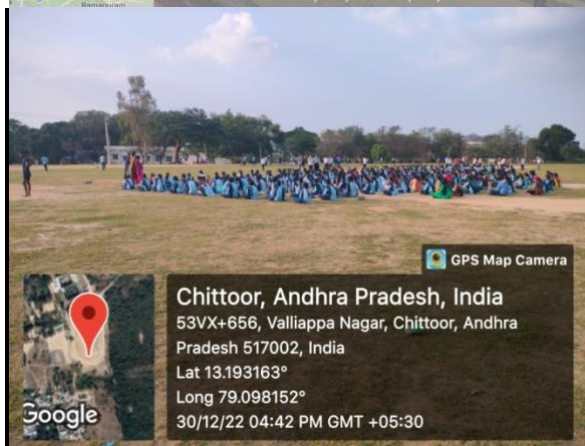 Ramapuram
GPS Map Camera
Chittoor, Andhra Pradesh, India
53VX+656, Valliappa Nagar, Chittoor, Andhra
Pradesh 517002, India
Lat 13.193163°
Long 79.098152°
30/12/22 04:42 PM GMT +05:30
Google